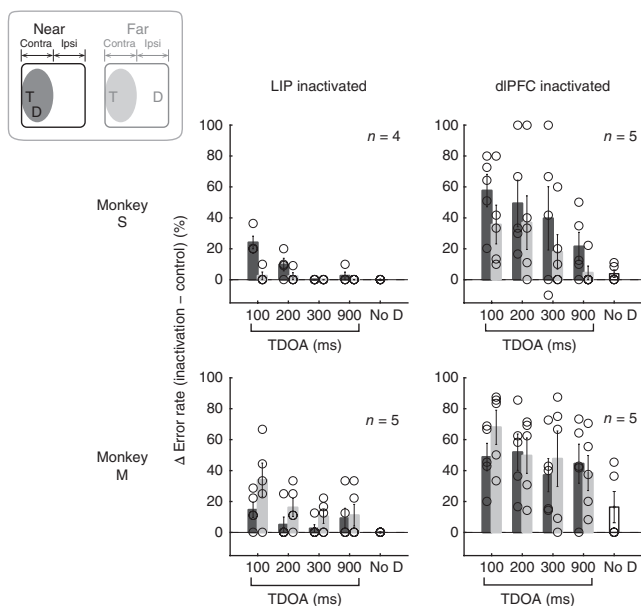 Near Far
Contra Ipsi Contra Ipsi
T D T D
LIP inactivated dlPFC inactivated
Monkey S
Δ Error rate (inactivation – control) (%)
100 n = 4 100 n = 5
80 80
60 60
40 40
20 20
0 0
100 200 300 900 No D 100 200 300 900 No D
TDOA (ms) TDOA (ms)
Monkey M
100 n = 5 100 n = 5
80 80
60 60
40 40
20 20
0 0
100 200 300 900 No D 100 200 300 900 No D
TDOA (ms) TDOA (ms)